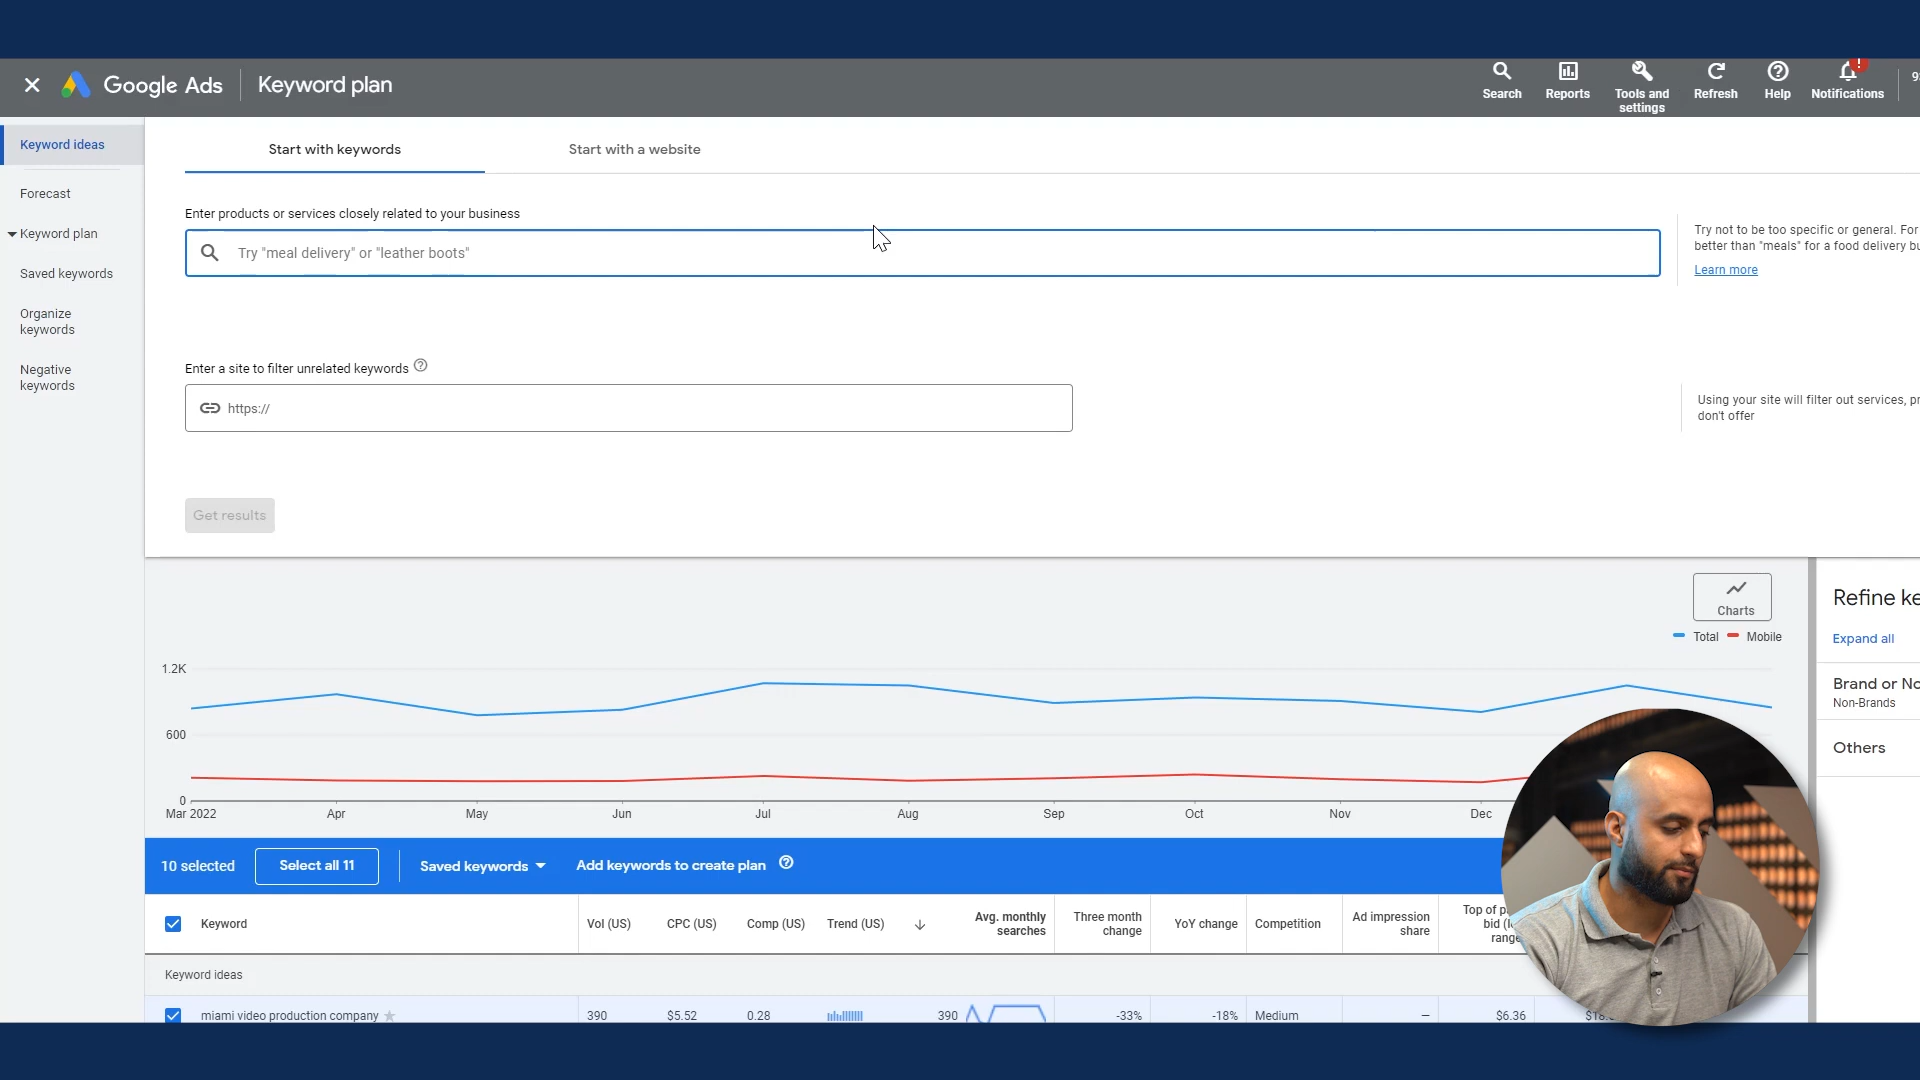 Google Ads
Keyword plan
Search
Reports
Tools and
settings
Refresh
Help
Notifications
Keyword ideas
Forecast
Keyword plan
Saved keywords
Organize
keywords
Negative
keywords
Start with keywords
Start with a website
Enter products or services closely related to your business
Try "meal delivery" or "leather boots"
Try not to be too specific or general. For
better than "meals" for a food delivery bu
Learn more
Enter a site to filter unrelated keywords
https://
Using your site will filter out services, pr
don't offer
Get results
Charts
Total
Mobile
1.2K
600
0
Mar 2022
Apr
May
Jun
Jul
Aug
Sep
Oct
Nov
Dec
Refine ke
Expand all
Brand or No
Non-Brands
Others
10 selected
Select all 11
Saved keywords
Add keywords to create plan
Keyword
Vol (US)
CPC (US)
Comp (US)
Trend (US)
Avg. monthly
searches
Three month
change
YoY change
Competition
Ad impression
share
Top of p
bid (l
range
Keyword ideas
miami video production company
390
$5.52
0.28
390
-33%
-18%
Medium
–
$6.36